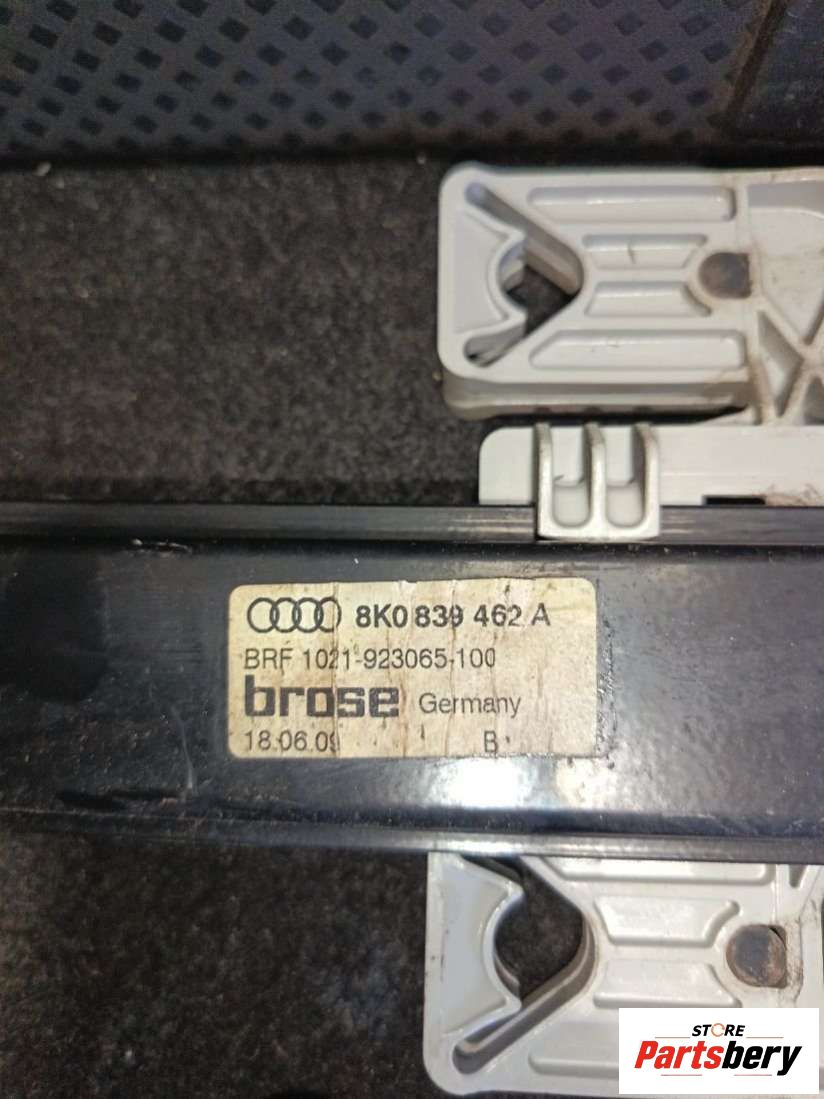 8K0 839 462 A
BRF 1021-923065-100
brose Germany
18.06.09 B
STORE
Partsbery